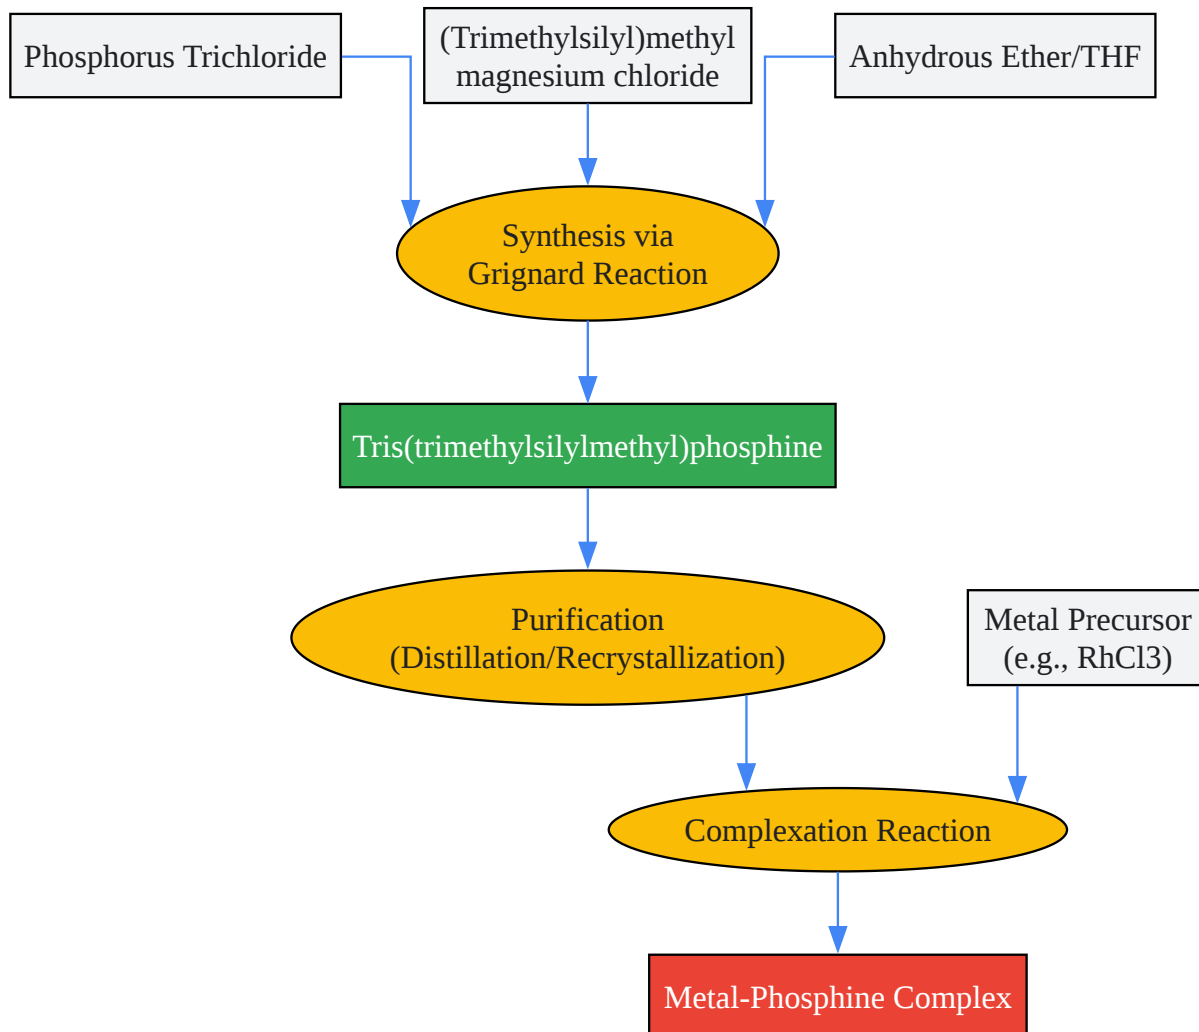 Phosphorus Trichloride
(Trimethylsilyl)methyl
magnesium chloride
Anhydrous Ether/THF
Synthesis via
Grignard Reaction
Tris(trimethylsilylmethyl)phosphine
Purification
(Distillation/Recrystallization)
Metal Precursor
(e.g., RhCl3)
Complexation Reaction
Metal-Phosphine Complex